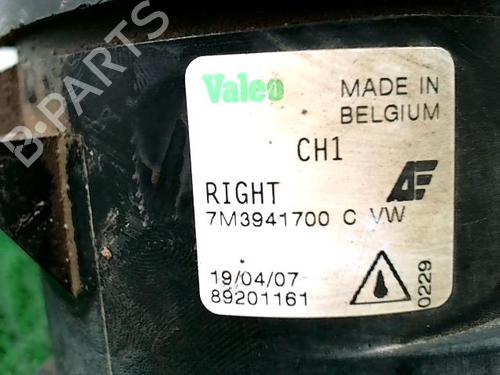 B-PARTS
Valeo
MADE IN
BELGIUM
CH1
RIGHT
7M3941700 C VW
19/04/07
89201161
0229